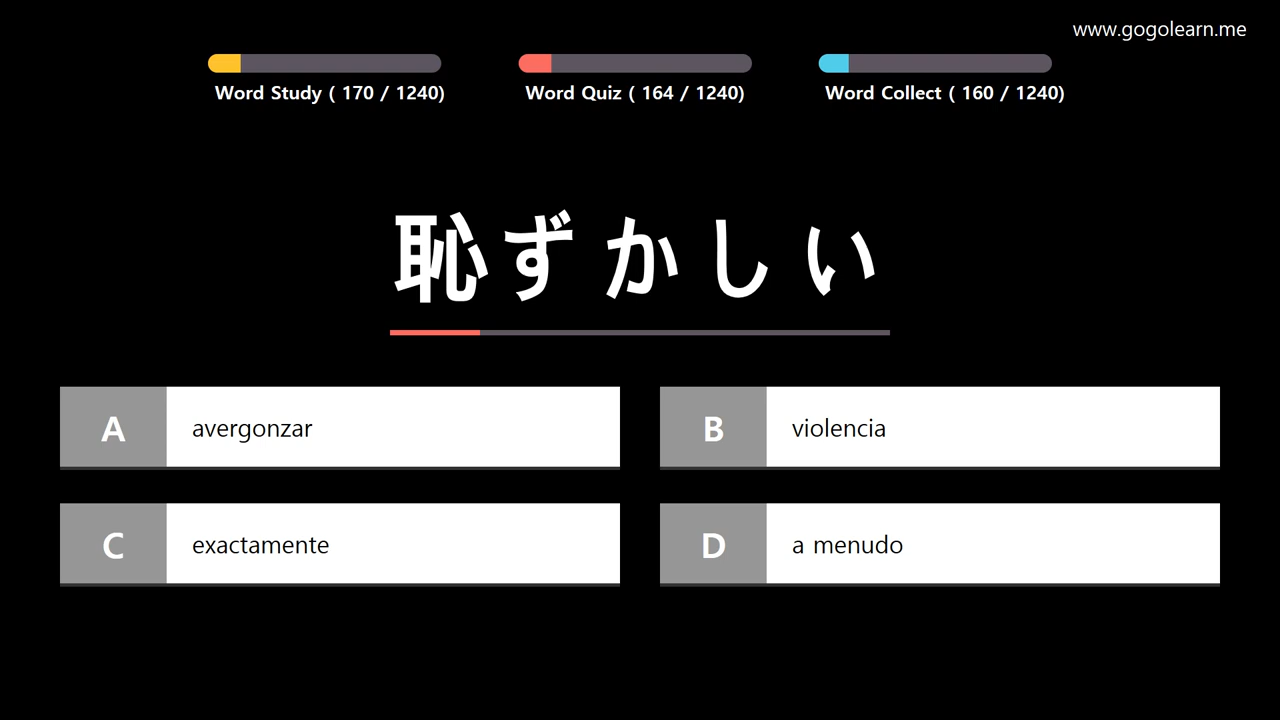 www.gogolearn.me
Word Study ( 170 / 1240)
Word Quiz ( 164 / 1240)
Word Collect ( 160 / 1240)
恥ずかしい
A avergonzar
B violencia
C exactamente
D a menudo